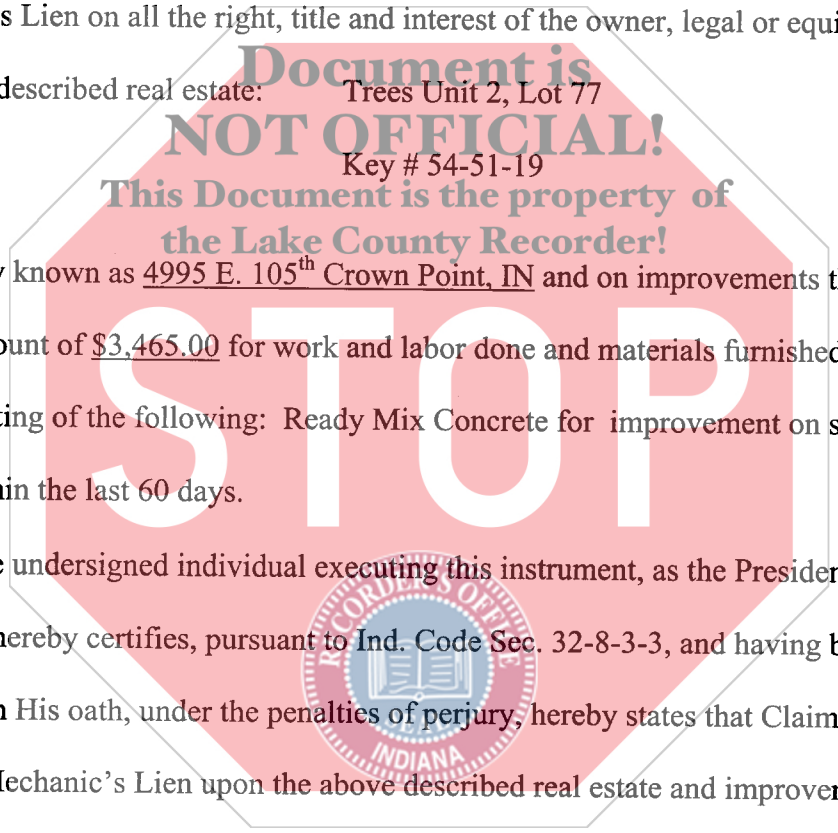 s Lien on all the right, title and interest of the owner, legal or equi
Document is
described real estate: Trees Unit 2, Lot 77
NOT OFFICIAL!
Key # 54-51-19
This Document is the property of
the Lake County Recorder!
known as 4995 E. 105th Crown Point, IN and on improvements t
ount of $3,465.00 for work and labor done and materials furnished
STOP
ting of the following: Ready Mix Concrete for improvement on s
in the last 60 days.
undersigned individual executing this instrument, as the Presiden
RECORDER'S OFFICE
hereby certifies, pursuant to Ind. Code Sec. 32-8-3-3, and having b
His oath, under the penalties of perjury, hereby states that Claim
INDIANA
Mechanic's Lien upon the above described real estate and improve